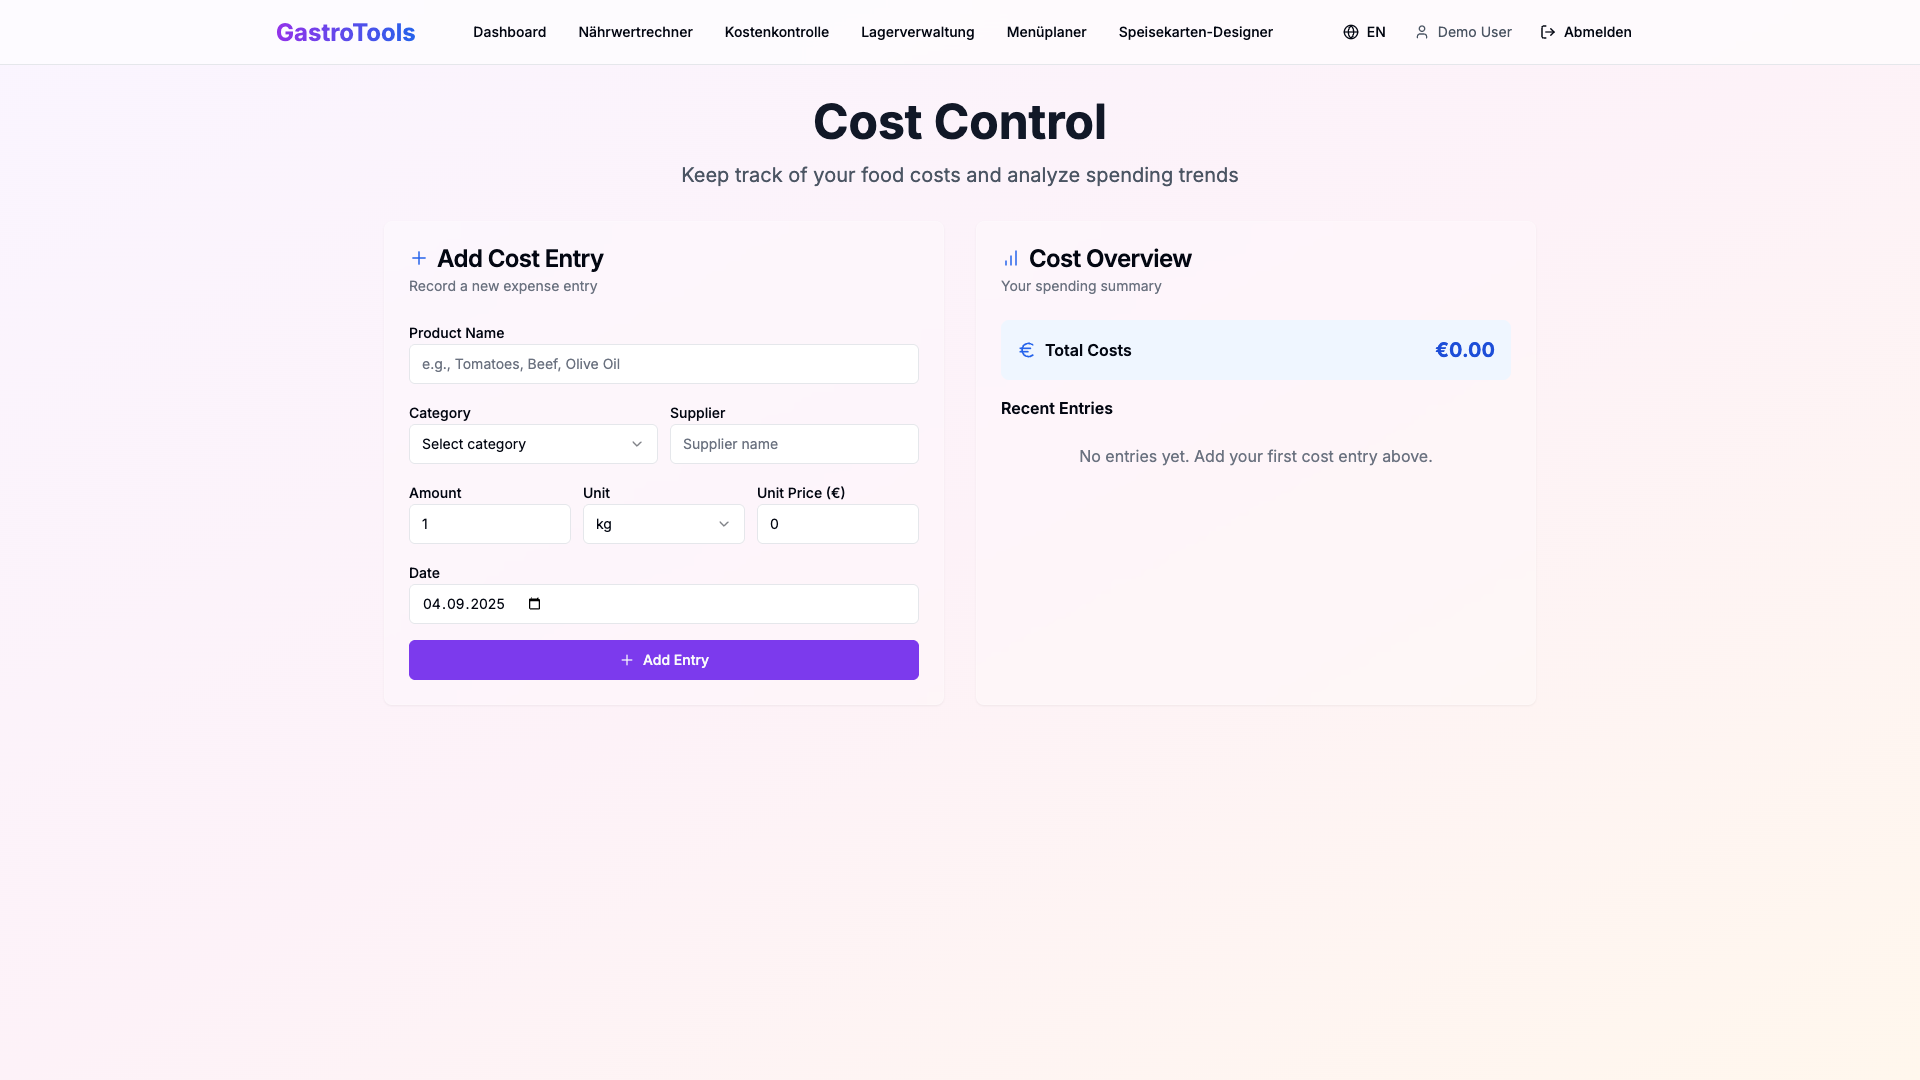 GastroTools
Dashboard
Nährwertrechner
Kostenkontrolle
Lagerverwaltung
Menüplaner
Speisekarten-Designer
EN
Demo User
Abmelden
Cost Control
Keep track of your food costs and analyze spending trends
Add Cost Entry
Record a new expense entry
Product Name
e.g., Tomatoes, Beef, Olive Oil
Category
Supplier
Select category
Supplier name
Amount
Unit
Unit Price (€)
1
kg
0
Date
04.09.2025
Add Entry
Cost Overview
Your spending summary
Total Costs
€0.00
Recent Entries
No entries yet. Add your first cost entry above.